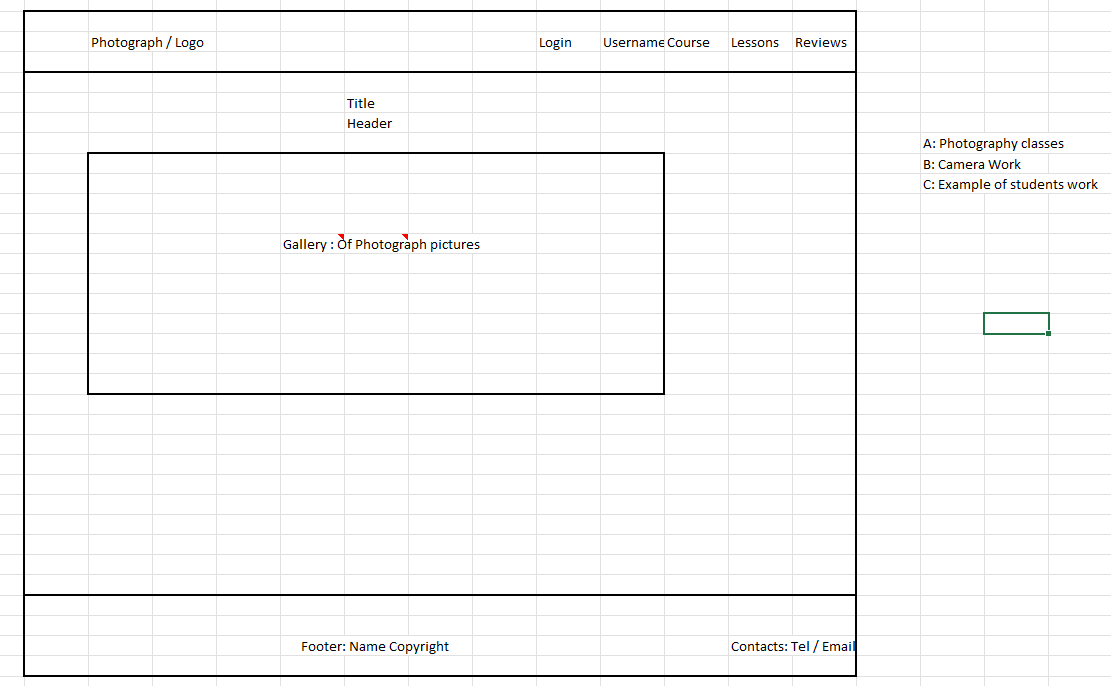 Photograph / Logo Login Username Course Lessons Reviews
Title
Header
A: Photography classes
B: Camera Work
C: Example of students work
Gallery : Of Photograph pictures
Footer: Name Copyright Contacts: Tel / Email